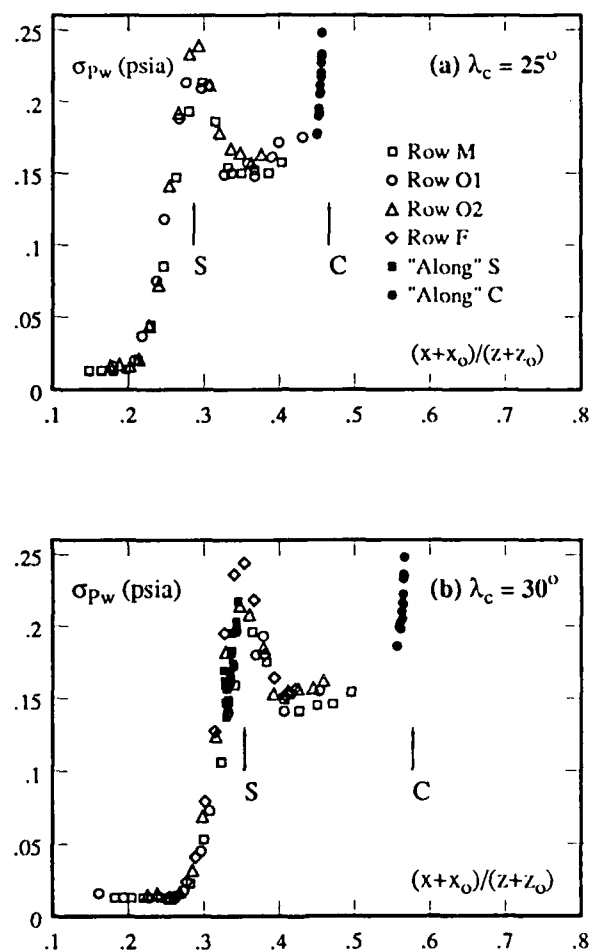 .25
σPw (psia)
(a) λc = 25°
.2
Row M
Row O1
.15
Row O2
Row F
.1
S
C
"Along" S
"Along" C
.05
(x+xo)/(z+zo)
0
.1 .2 .3 .4 .5 .6 .7 .8
.25
σPw (psia)
(b) λc = 30°
.2
.15
.1
S
C
.05
(x+xo)/(z+zo)
0
.1 .2 .3 .4 .5 .6 .7 .8